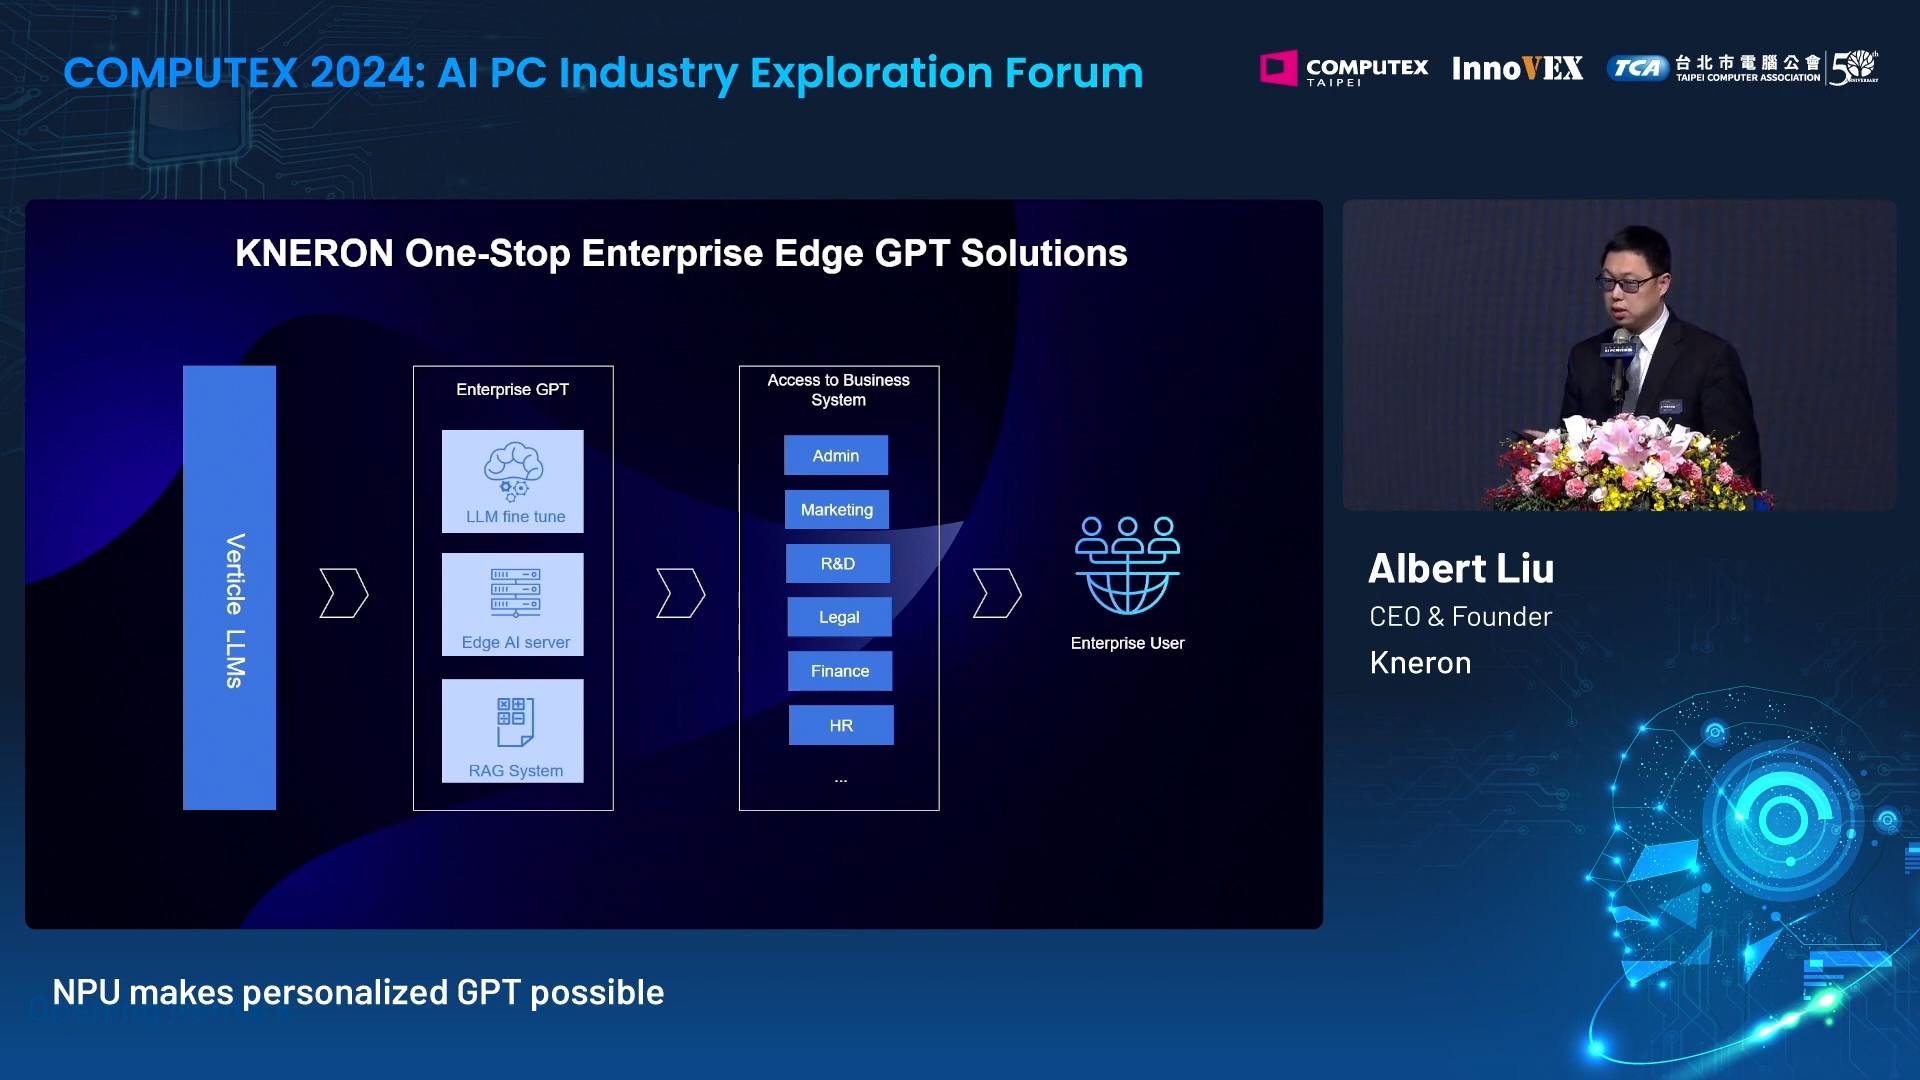 COMPUTEX 2024: AI PC Industry Exploration Forum
COMPUTEX
TAIPEI
InnoVEX
TCA
台北市電腦公會
TAIPEI COMPUTER ASSOCIATION
50th
ANNIVERSARY
KNERON One-Stop Enterprise Edge GPT Solutions
Verticle LLMs
Enterprise GPT
LLM fine tune
Edge AI server
RAG System
Access to Business
System
Admin
Marketing
R&D
Legal
Finance
HR
...
Enterprise User
Albert Liu
CEO & Founder
Kneron
NPU makes personalized GPT possible